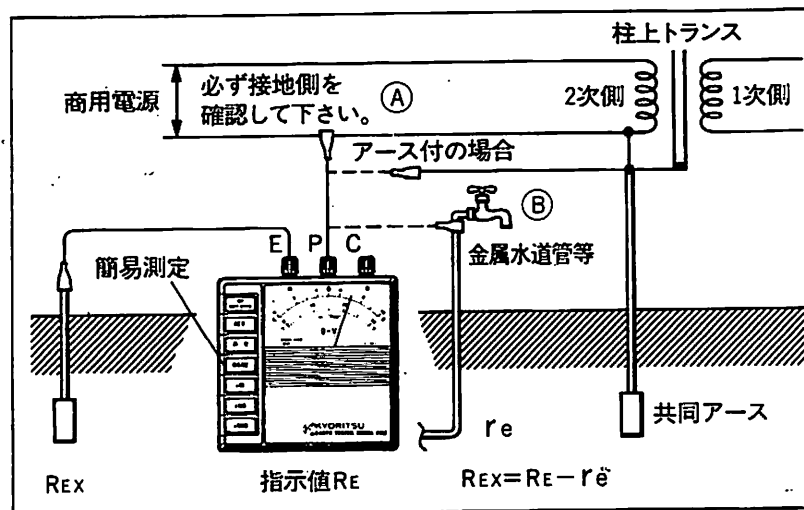 柱上トランス
必ず接地側を
確認して下さい。
Ⓐ
商用電源
2次側
1次側
アース付の場合
Ⓑ
E P C
金属水道管等
簡易測定
Ω-V
KYORITSU
re
共同アース
REX
指示値RE
REX=RE-re